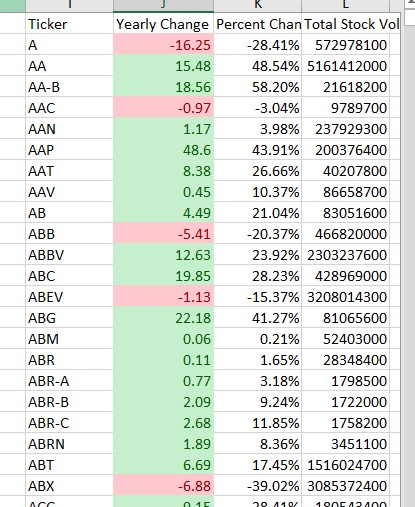 I J K L
Ticker Yearly Change Percent Chan Total Stock Vol
A -16.25 -28.41% 572978100
AA 15.48 48.54% 5161412000
AA-B 18.56 58.20% 21618200
AAC -0.97 -3.04% 9789700
AAN 1.17 3.98% 237929300
AAP 48.6 43.91% 200376400
AAT 8.38 26.66% 40207800
AAV 0.45 10.37% 86658700
AB 4.49 21.04% 83051600
ABB -5.41 -20.37% 466820000
ABBV 12.63 23.92% 2303237600
ABC 19.85 28.23% 428969000
ABEV -1.13 -15.37% 3208014300
ABG 22.18 41.27% 81065600
ABM 0.06 0.21% 52403000
ABR 0.11 1.65% 28348400
ABR-A 0.77 3.18% 1798500
ABR-B 2.09 9.24% 1722000
ABR-C 2.68 11.85% 1758200
ABRN 1.89 8.36% 3451100
ABT 6.69 17.45% 1516024700
ABX -6.88 -39.02% 3085372400
ACC 9.15 28.41% 180543400